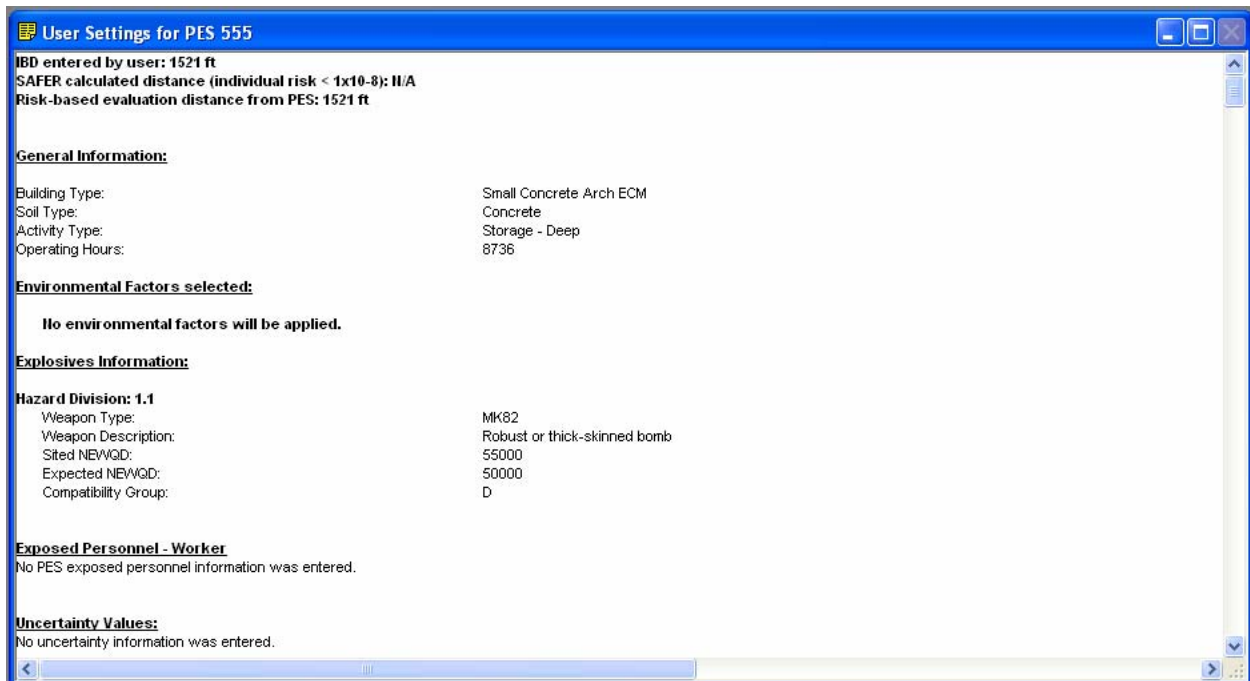 User Settings for PES 555
IBD entered by user: 1521 ft
SAFER calculated distance (individual risk < 1x10-8): N/A
Risk-based evaluation distance from PES: 1521 ft
General Information:
Building Type: Small Concrete Arch ECM
Soil Type: Concrete
Activity Type: Storage - Deep
Operating Hours: 8736
Environmental Factors selected:
No environmental factors will be applied.
Explosives Information:
Hazard Division: 1.1
Weapon Type: MK82
Weapon Description: Robust or thick-skinned bomb
Sited NEWQD: 55000
Expected NEWQD: 50000
Compatibility Group: D
Exposed Personnel - Worker
No PES exposed personnel information was entered.
Uncertainty Values:
No uncertainty information was entered.